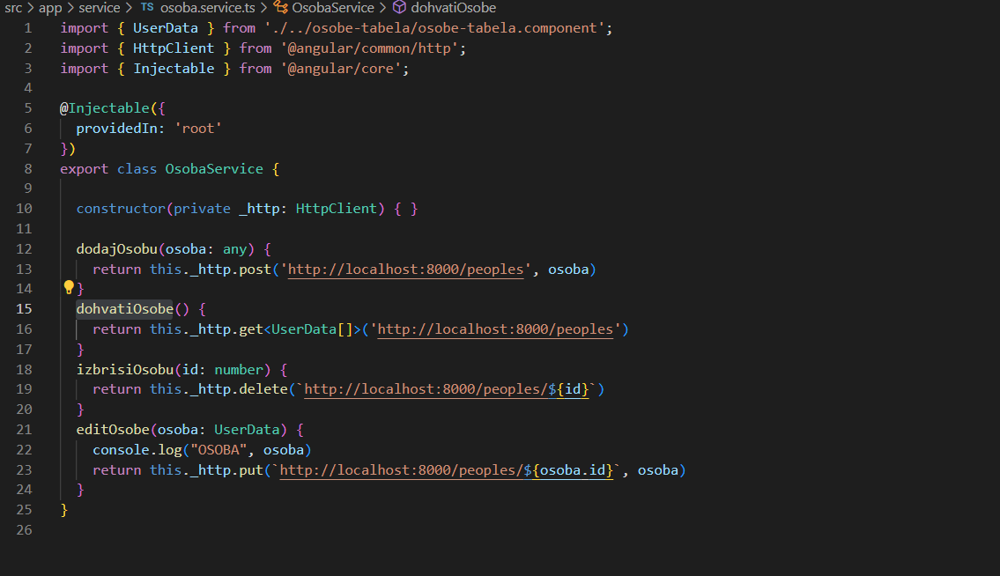 src > app > service > TS osoba.service.ts > OsobaService > dohvatiOsobe
1 import { UserData } from './../osobe-tabela/osobe-tabela.component';
2 import { HttpClient } from '@angular/common/http';
3 import { Injectable } from '@angular/core';
4
5 @Injectable({
6   providedIn: 'root'
7 })
8 export class OsobaService {
9
10   constructor(private _http: HttpClient) { }
11
12   dodajOsobu(osoba: any) {
13     return this._http.post('http://localhost:8000/peoples', osoba)
14   }
15   dohvatiOsobe() {
16     return this._http.get<UserData[]>('http://localhost:8000/peoples')
17   }
18   izbrisiOsobu(id: number) {
19     return this._http.delete(`http://localhost:8000/peoples/${id}`)
20   }
21   editOsobe(osoba: UserData) {
22     console.log("OSOBA", osoba)
23     return this._http.put(`http://localhost:8000/peoples/${osoba.id}`, osoba)
24   }
25 }
26